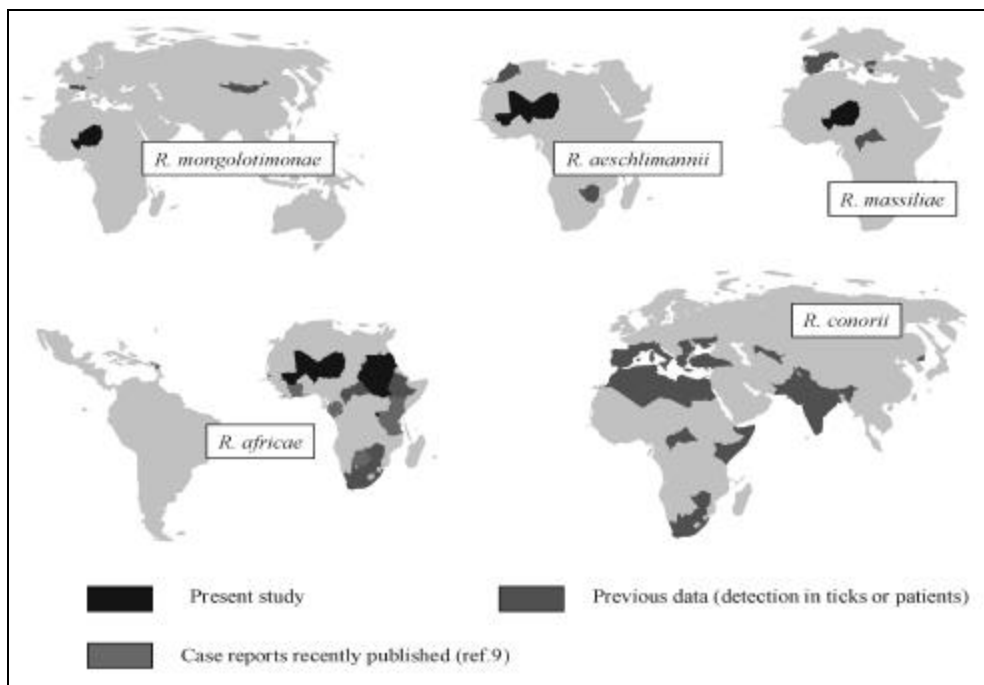 R. mongolotimonae
R. aeschlimannii
R. massiliae
R. africae
R. conorii
Present study
Previous data (detection in ticks or patients)
Case reports recently published (ref.9)